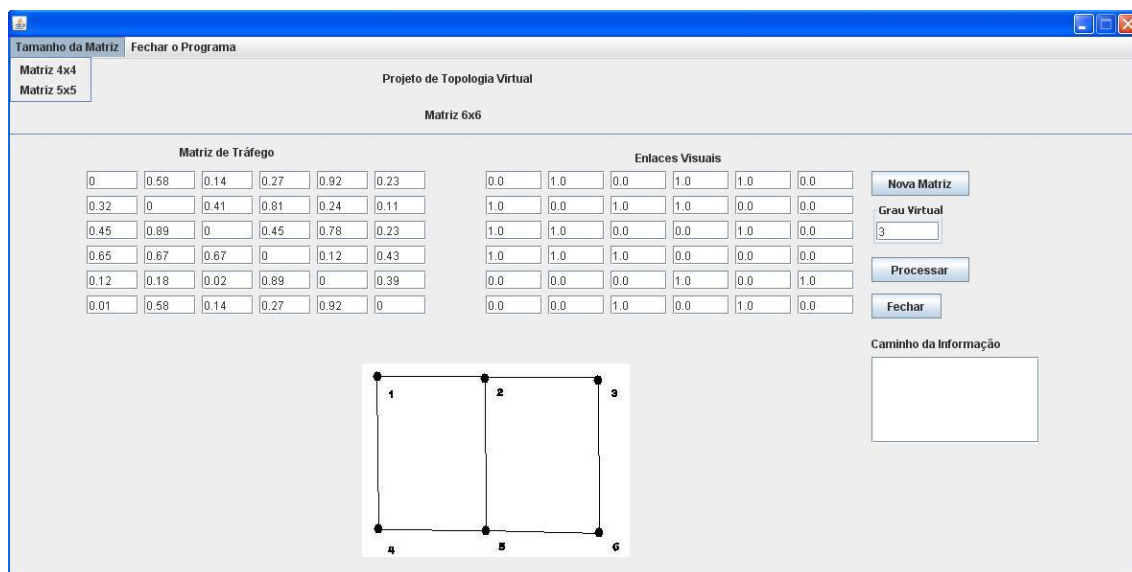 Tamanho da Matriz Fechar o Programa
Matriz 4x4
Matriz 5x5
Projeto de Topologia Virtual
Matriz 6x6
Matriz de Tráfego
Enlaces Visuais
0 0.58 0.14 0.27 0.92 0.23
0.32 0 0.41 0.81 0.24 0.11
0.45 0.89 0 0.45 0.78 0.23
0.65 0.67 0.67 0 0.12 0.43
0.12 0.18 0.02 0.89 0 0.39
0.01 0.58 0.14 0.27 0.92 0
0.0 1.0 0.0 1.0 1.0 0.0
1.0 0.0 1.0 1.0 0.0 0.0
1.0 1.0 0.0 0.0 1.0 0.0
1.0 1.0 1.0 0.0 0.0 0.0
0.0 0.0 0.0 1.0 0.0 1.0
0.0 0.0 1.0 0.0 1.0 0.0
Nova Matriz
Grau Virtual
3
Processar
Fechar
Caminho da Informação
1 2 3
4 5 6